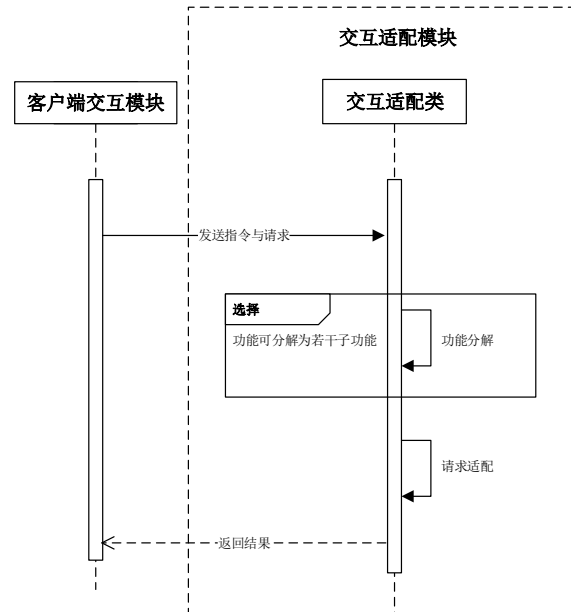 交互适配模块
客户端交互模块
交互适配类
发送指令与请求
选择
功能可分解为若干子功能
功能分解
请求适配
返回结果